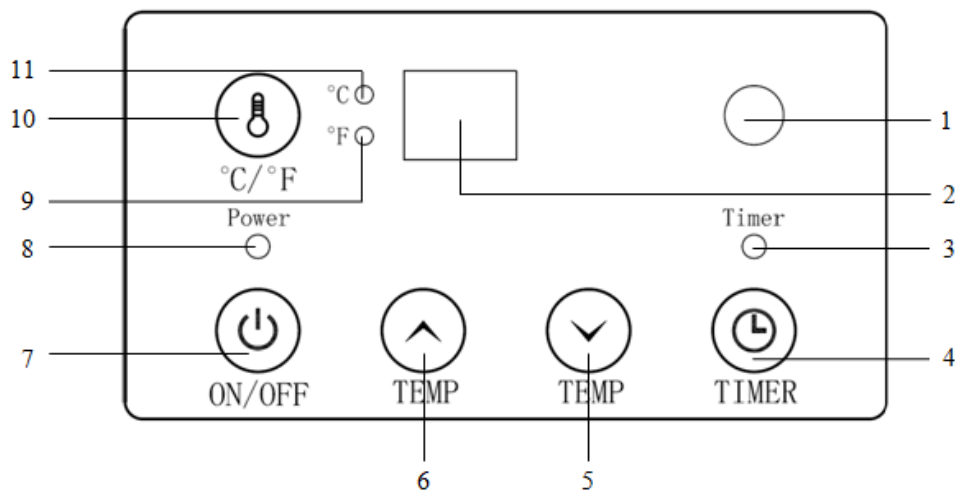 11
°C
10
1
°F
°C/°F
2
9
Power
Timer
8
3
7
4
ON/OFF
TEMP
TEMP
TIMER
6
5